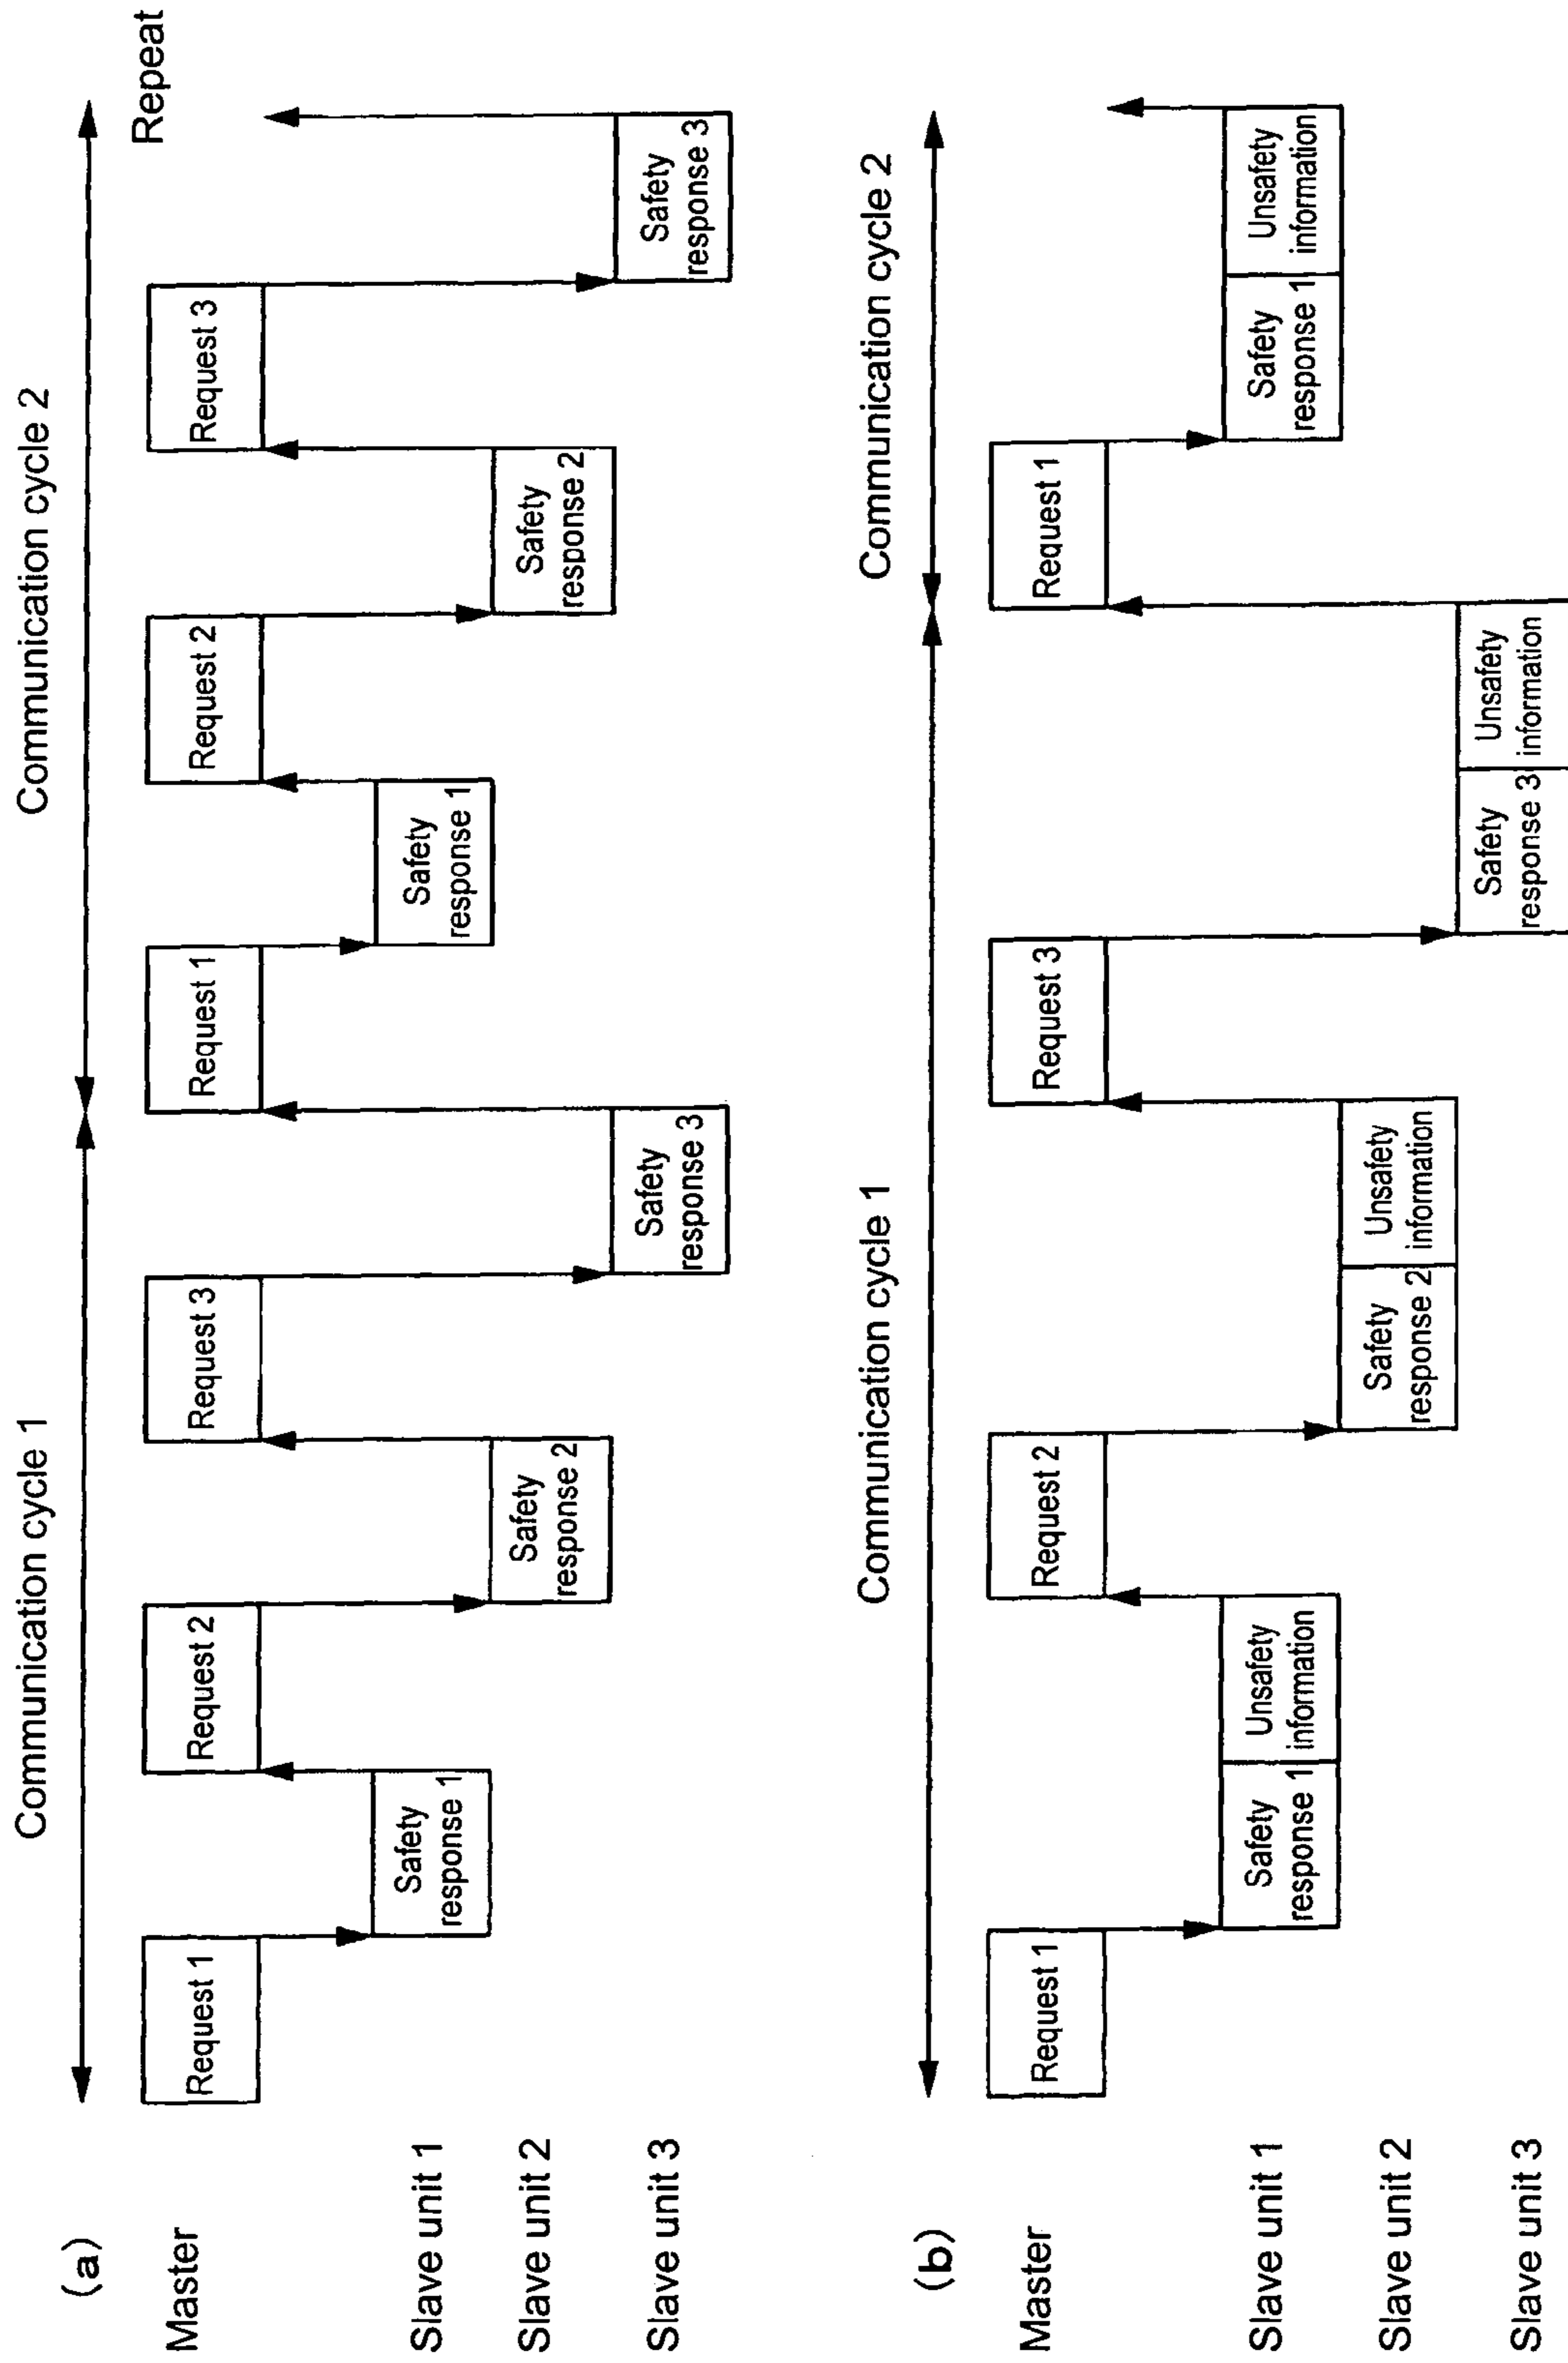 (a)
Communication cycle 1
Communication cycle 2
Repeat
Master
Request 1
Request 2
Request 3
Request 1
Request 2
Request 3
Slave unit 1
Safety
response 1
Safety
response 1
Slave unit 2
Safety
response 2
Safety
response 2
Slave unit 3
Safety
response 3
Safety
response 3
(b)
Communication cycle 1
Communication cycle 2
Master
Request 1
Request 2
Request 3
Request 1
Slave unit 1
Safety
response 1
Unsafety
information
Safety
response 1
Unsafety
information
Slave unit 2
Safety
response 2
Unsafety
information
Slave unit 3
Safety
response 3
Unsafety
information